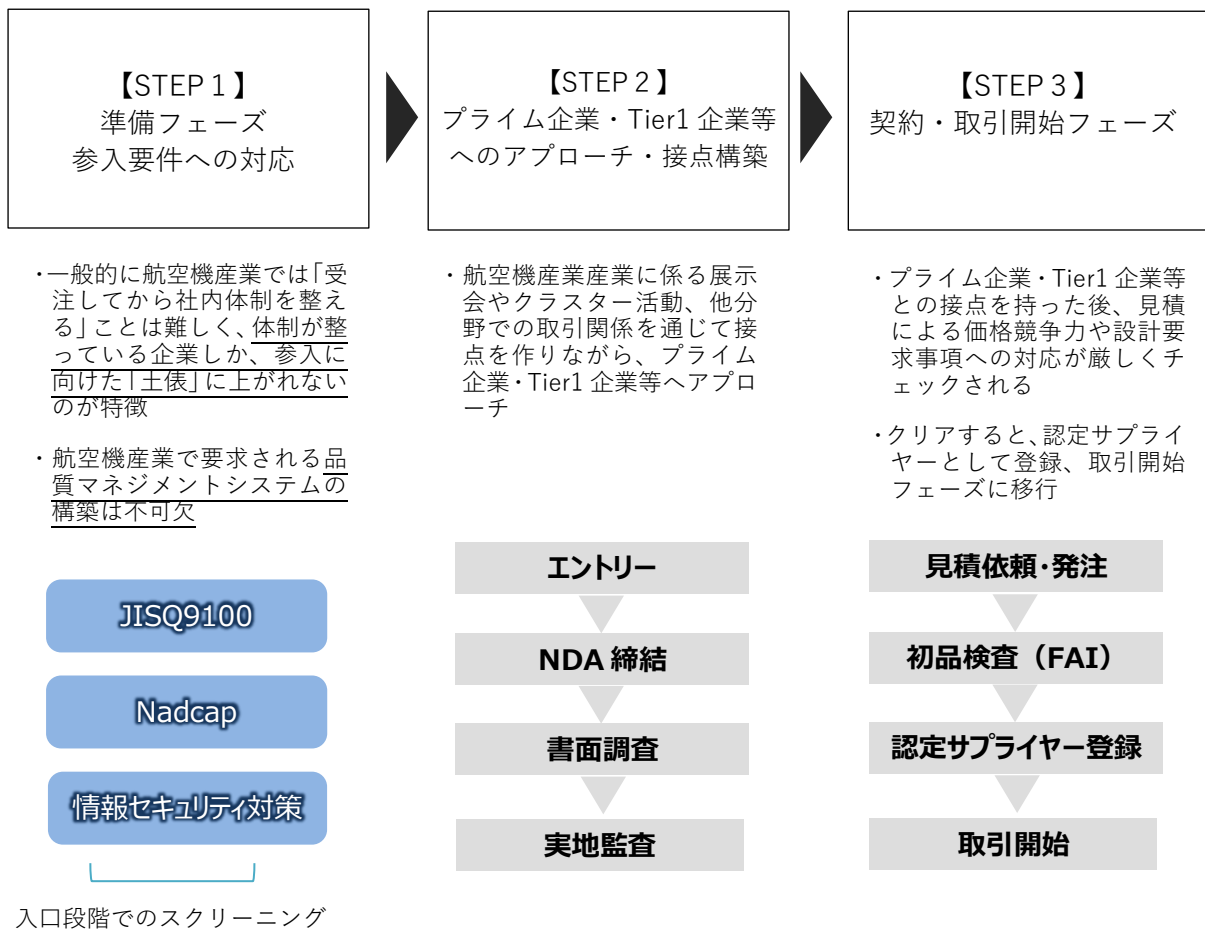 【STEP 1】
準備フェーズ
参入要件への対応
【STEP 2】
プライム企業・Tier1 企業等
へのアプローチ・接点構築
【STEP 3】
契約・取引開始フェーズ
・一般的に航空機産業では「受
注してから社内体制を整え
る」ことは難しく、体制が整
っている企業しか、参入に
向けた「土俵」に上がれない
のが特徴
・航空機産業で要求される品
質マネジメントシステムの
構築は不可欠
JISQ9100
Nadcap
情報セキュリティ対策
入口段階でのスクリーニング
・航空機産業産業に係る展示
会やクラスター活動、他分
野での取引関係を通じて接
点を作りながら、プライム
企業・Tier1 企業等へアプロ
ーチ
エントリー
NDA 締結
書面調査
実地監査
・プライム企業・Tier1 企業等
との接点を持った後、見積
による価格競争力や設計要
求事項への対応が厳しくチ
ェックされる
・クリアすると、認定サプライ
ヤーとして登録、取引開始
フェーズに移行
見積依頼・発注
初品検査（FAI）
認定サプライヤー登録
取引開始